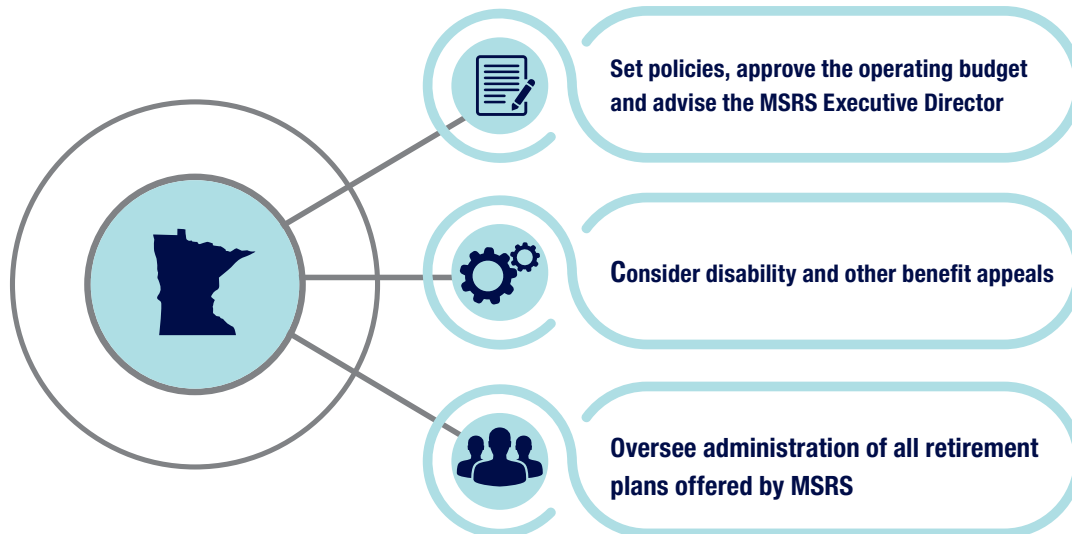 Set policies, approve the operating budget
and advise the MSRS Executive Director
Consider disability and other benefit appeals
Oversee administration of all retirement
plans offered by MSRS